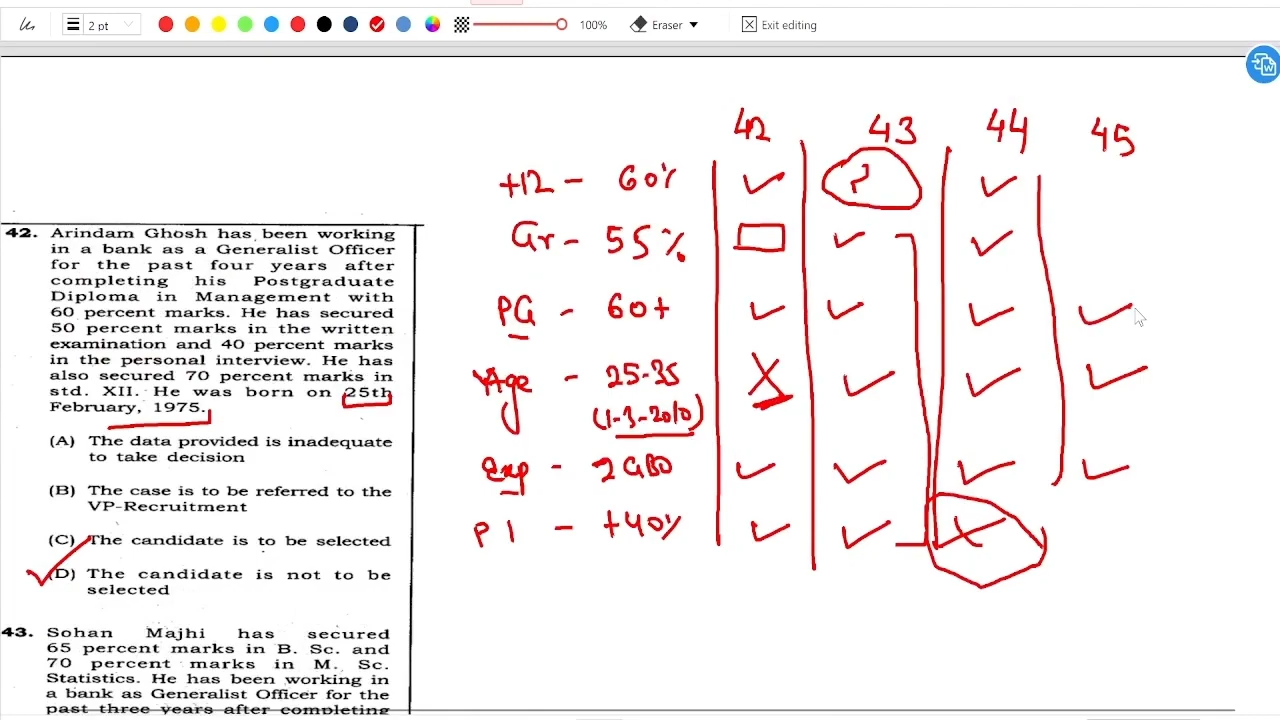 2 pt
100%
Eraser
Exit editing
42 43 44 45
+12 - 60%
Gr - 55%
PG - 60+
Age - 25-35
(1-3-2010)
Exp - 2 GBO
PI - +40%
42. Arindam Ghosh has been working
in a bank as a Generalist Officer
for the past four years after
completing his Postgraduate
Diploma in Management with
60 percent marks. He has secured
50 percent marks in the written
examination and 40 percent marks
in the personal interview. He has
also secured 70 percent marks in
std. XII. He was born on 25th
February, 1975.
(A) The data provided is inadequate
to take decision
(B) The case is to be referred to the
VP-Recruitment
(C) The candidate is to be selected
(D) The candidate is not to be
selected
43. Sohan Majhi has secured
65 percent marks in B. Sc. and
70 percent marks in M. Sc.
Statistics. He has been working in
a bank as Generalist Officer for the
past three years after completing